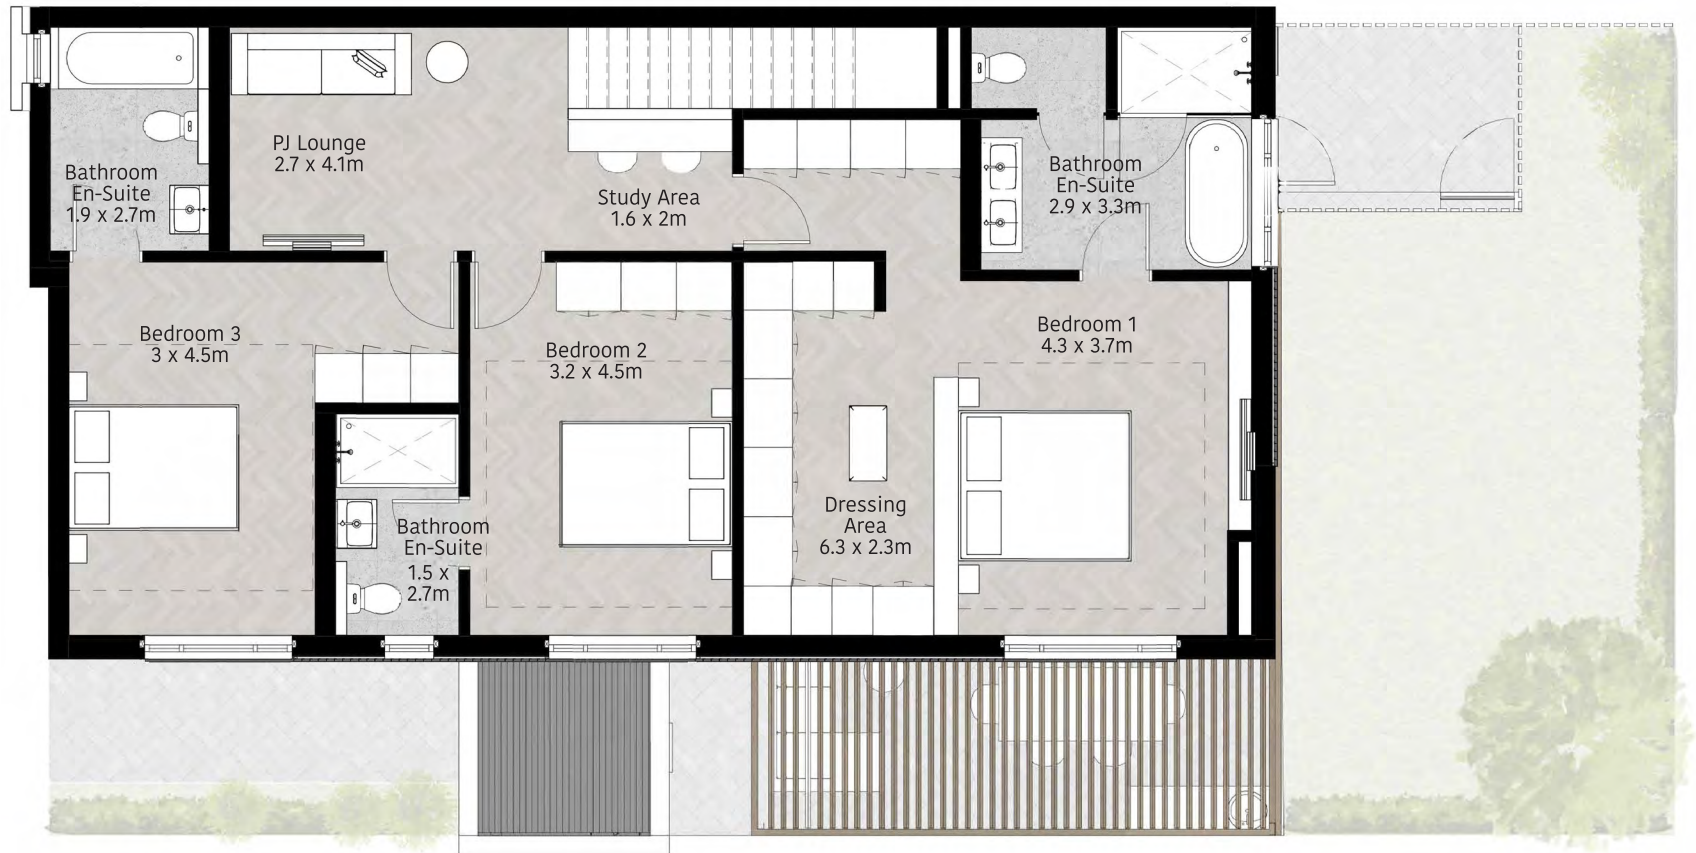 PJ Lounge
2.7 x 4.1m
Bathroom
En-Suite
1.9 x 2.7m
Study Area
1.6 x 2m
Bathroom
En-Suite
2.9 x 3.3m
Bedroom 3
3 x 4.5m
Bedroom 2
3.2 x 4.5m
Bedroom 1
4.3 x 3.7m
Dressing
Area
6.3 x 2.3m
Bathroom
En-Suite
1.5 x
2.7m